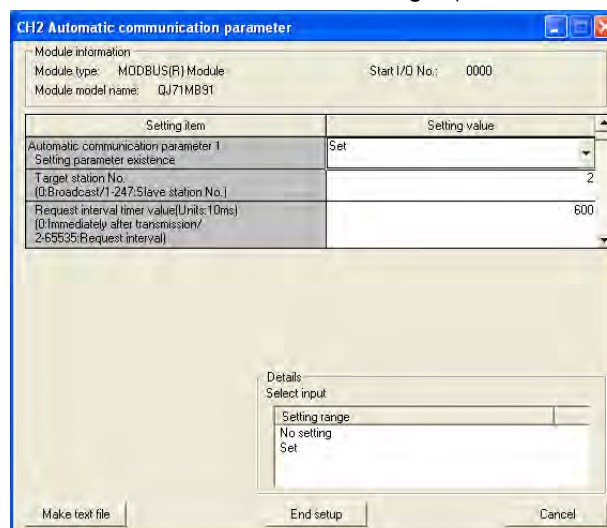 CH2 Automatic communication parameter
Module information
Module type: MODBUS(R) Module Start I/O No.: 0000
Module model name: QJ71MB91
Setting item Setting value
Automatic communication parameter 1
Setting parameter existence
Set
Target station No.
(0:Broadcast/1-247:Slave station No.)
2
Request interval timer value(Units:10ms)
(0:Immediately after transmission/
2-65535:Request interval)
600
Details
Select input
Setting range
No setting
Set
Make text file End setup Cancel